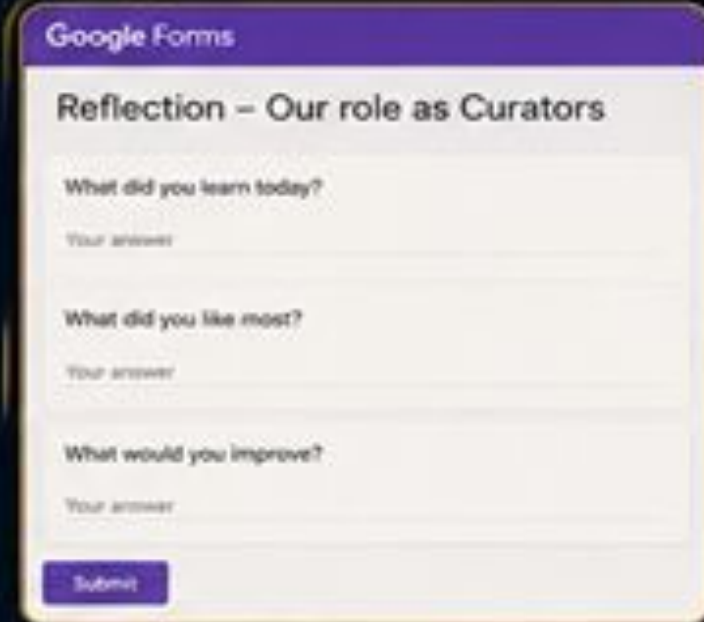 Google Forms
Reflection – Our role as Curators
What did you learn today?
Your answer
What did you like most?
Your answer
What would you improve?
Your answer
Submit